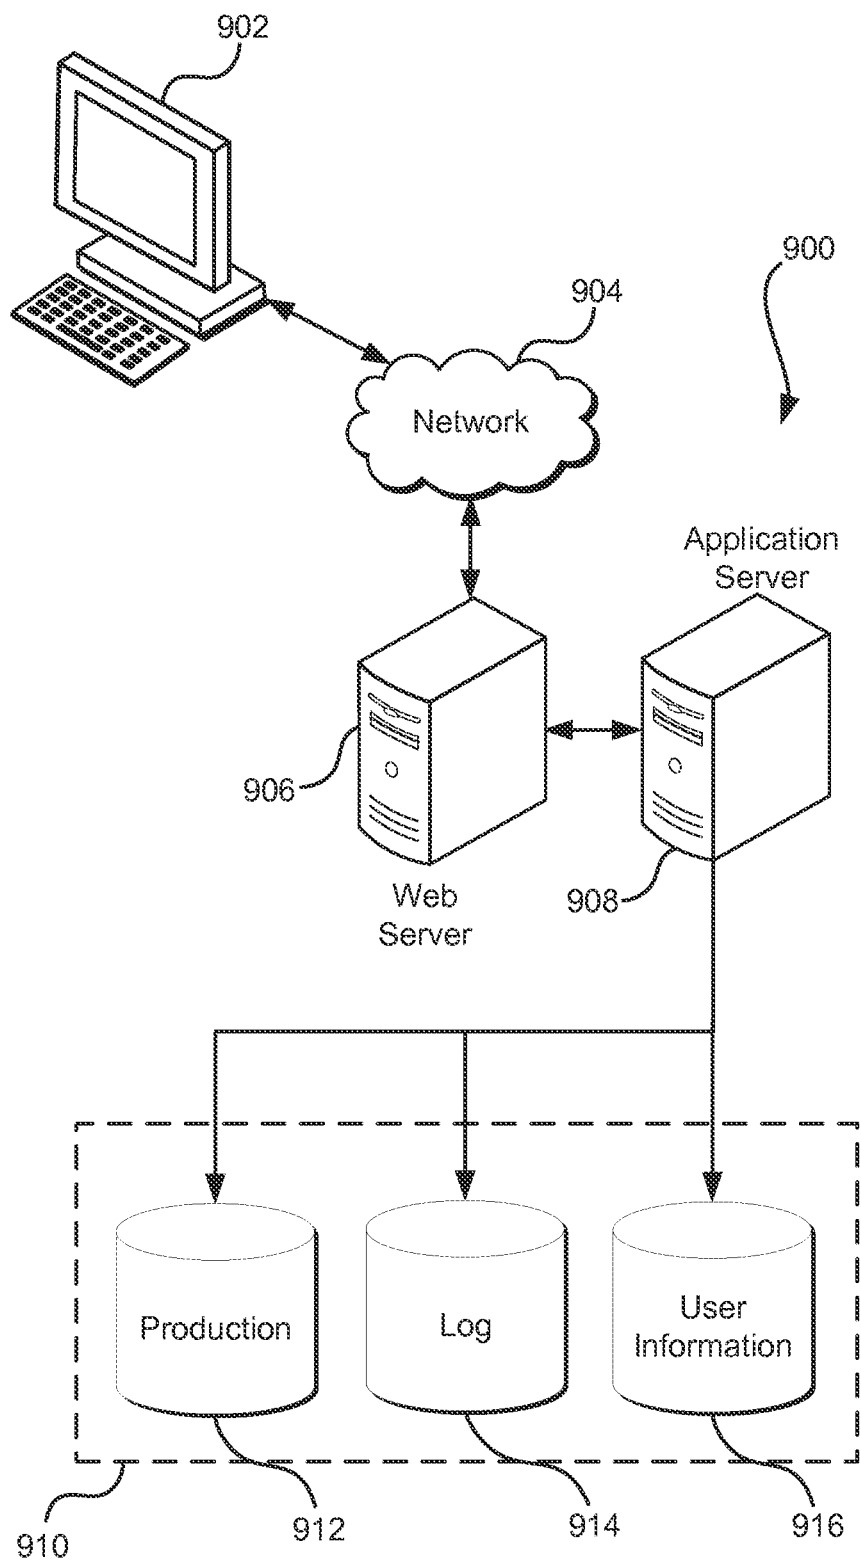 902
900
904
Network
Application
Server
906
Web
Server
908
Production
Log
User
Information
910
912
914
916